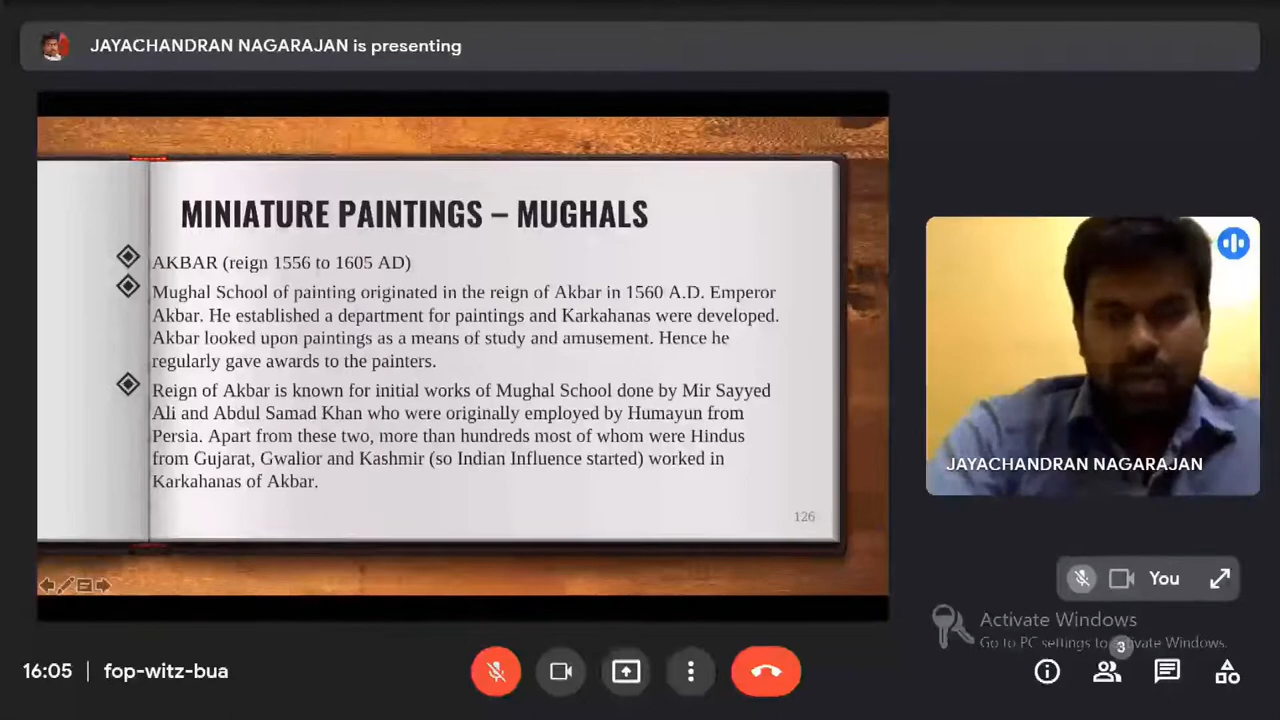 JAYACHANDRAN NAGARAJAN is presenting
MINIATURE PAINTINGS – MUGHALS
AKBAR (reign 1556 to 1605 AD)
Mughal School of painting originated in the reign of Akbar in 1560 A.D. Emperor
Akbar. He established a department for paintings and Karkahanas were developed.
Akbar looked upon paintings as a means of study and amusement. Hence he
regularly gave awards to the painters.
Reign of Akbar is known for initial works of Mughal School done by Mir Sayyed
Ali and Abdul Samad Khan who were originally employed by Humayun from
Persia. Apart from these two, more than hundreds most of whom were Hindus
from Gujarat, Gwalior and Kashmir (so Indian Influence started) worked in
Karkahanas of Akbar.
126
JAYACHANDRAN NAGARAJAN
You
Activate Windows
Go to PC settings to activate Windows.
3
16:05 | fop-witz-bua